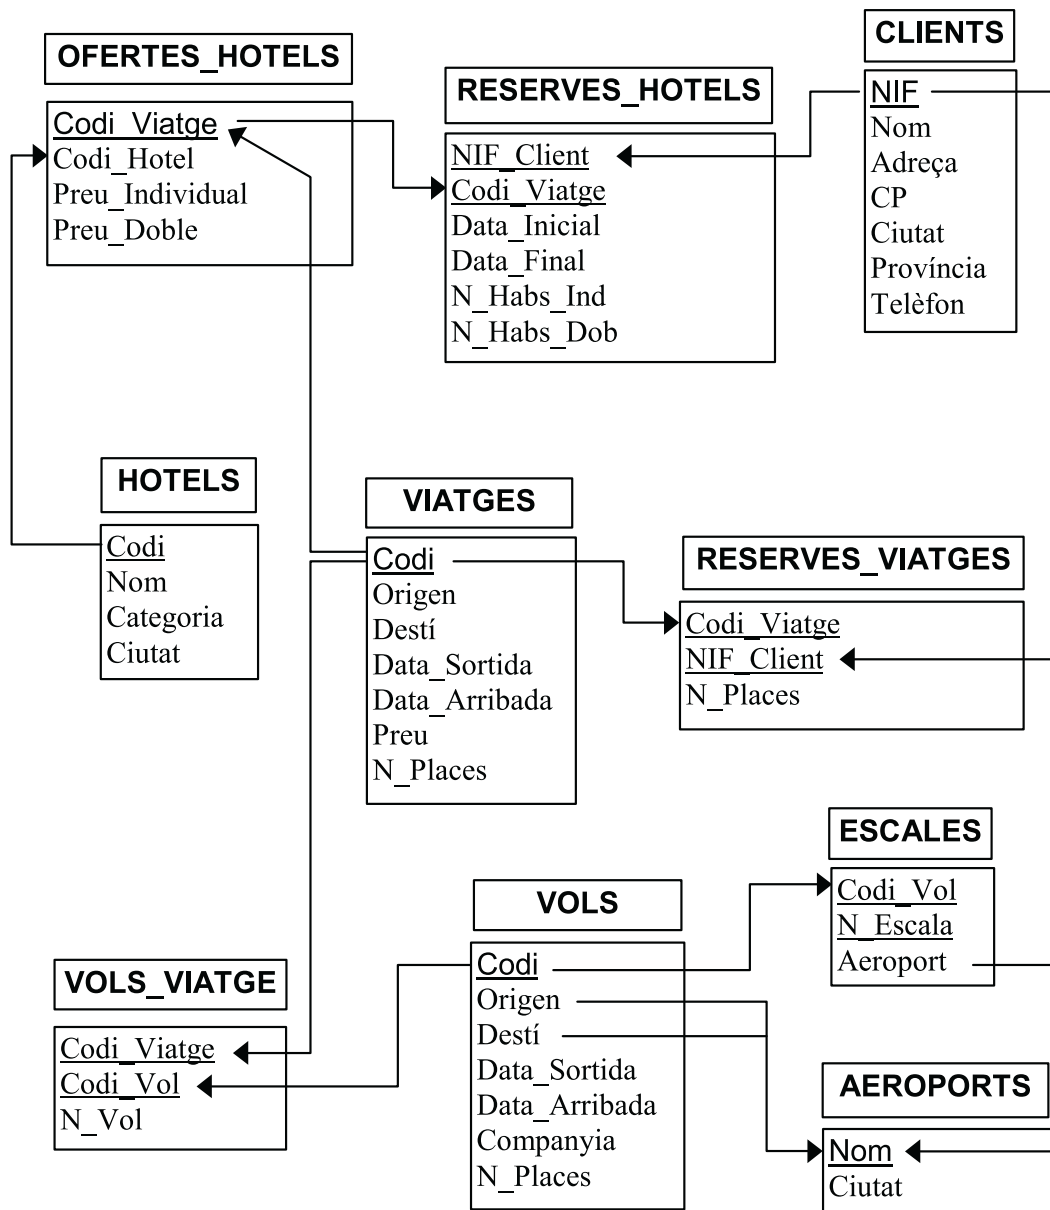 OFERTES_HOTELS
Codi_Viatge
Codi_Hotel
Preu_Individual
Preu_Doble
RESERVES_HOTELS
NIF_Client
Codi_Viatge
Data_Inicial
Data_Final
N_Habs_Ind
N_Habs_Dob
CLIENTS
NIF
Nom
Adreça
CP
Ciutat
Província
Telèfon
HOTELS
Codi
Nom
Categoria
Ciutat
VIATGES
Codi
Origen
Destí
Data_Sortida
Data_Arribada
Preu
N_Places
RESERVES_VIATGES
Codi_Viatge
NIF_Client
N_Places
VOLS_VIATGE
Codi_Viatge
Codi_Vol
N_Vol
VOLS
Codi
Origen
Destí
Data_Sortida
Data_Arribada
Companyia
N_Places
ESCALES
Codi_Vol
N_Escala
Aeroport
AEROPORTS
Nom
Ciutat